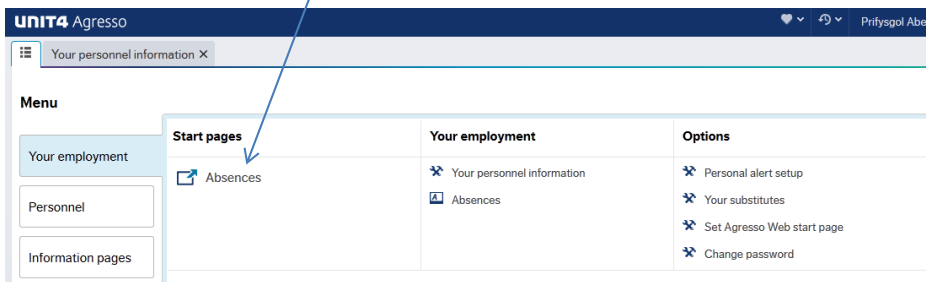 UNIT4 Agresso
Prifysgol Abe
Your personnel information ×
Menu
Your employment
Personnel
Information pages
Start pages
Absences
Your employment
Your personnel information
Absences
Options
Personal alert setup
Your substitutes
Set Agresso Web start page
Change password